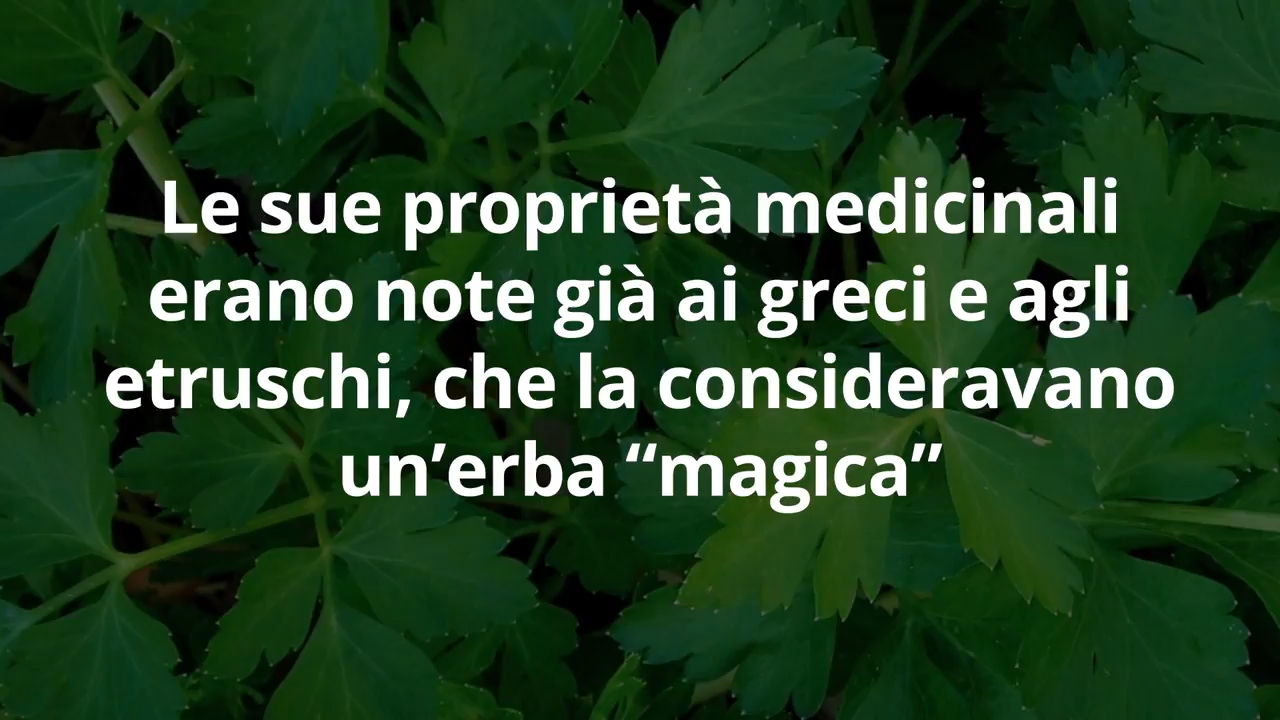 Le sue proprietà medicinali
erano note già ai greci e agli
etruschi, che la consideravano
un’erba “magica”